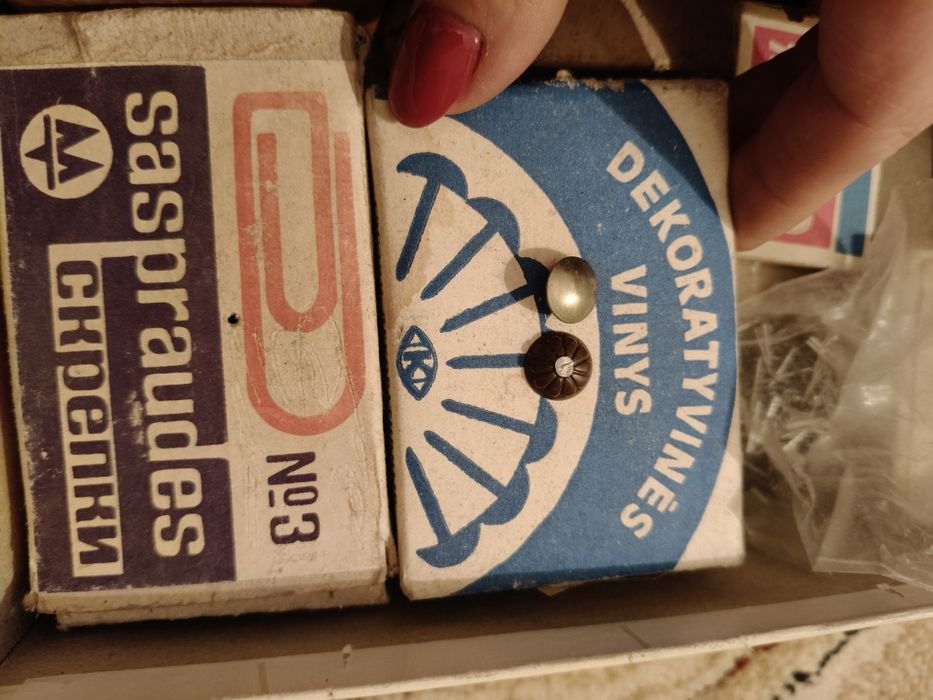 saspraudes
скрепки
№3
DEKORATYVINĖS
VINYS
K